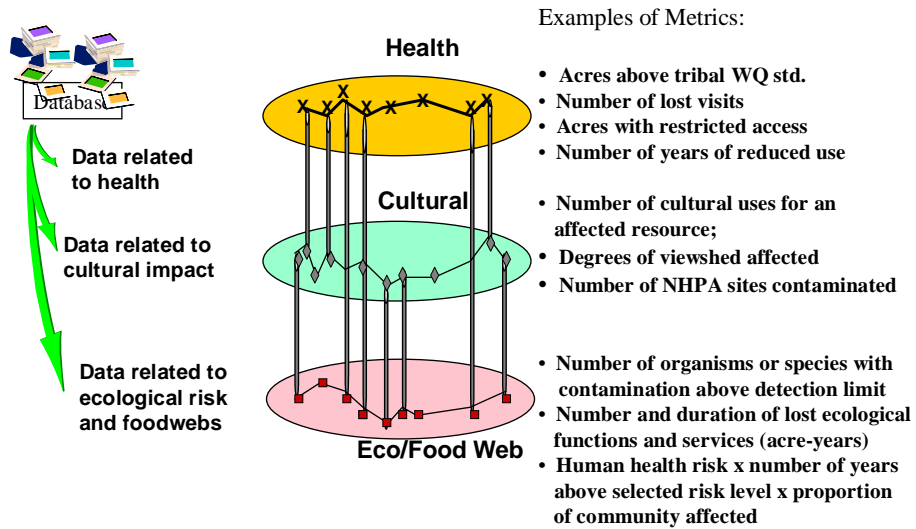 Database
Data related
to health
Data related to
cultural impact
Data related to
ecological risk
and foodwebs
Health
X X X X X X X X
Cultural
Eco/Food Web
Examples of Metrics:
• Acres above tribal WQ std.
• Number of lost visits
• Acres with restricted access
• Number of years of reduced use
• Number of cultural uses for an
affected resource;
• Degrees of viewshed affected
• Number of NHPA sites contaminated
• Number of organisms or species with
contamination above detection limit
• Number and duration of lost ecological
functions and services (acre-years)
• Human health risk x number of years
above selected risk level x proportion
of community affected